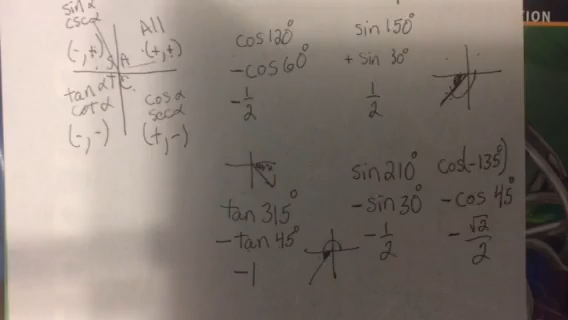 sin α
csc α
All
(-,+)
(+,+)
S A
T C
tan α
cot α
cos α
sec α
(-,-)
(+,-)
cos 120°
-cos 60°
-1/2
sin 150°
+ sin 30°
1/2
tan 315°
-tan 45°
-1
sin 210°
-sin 30°
-1/2
cos(-135°)
-cos 45°
-√2/2
ION